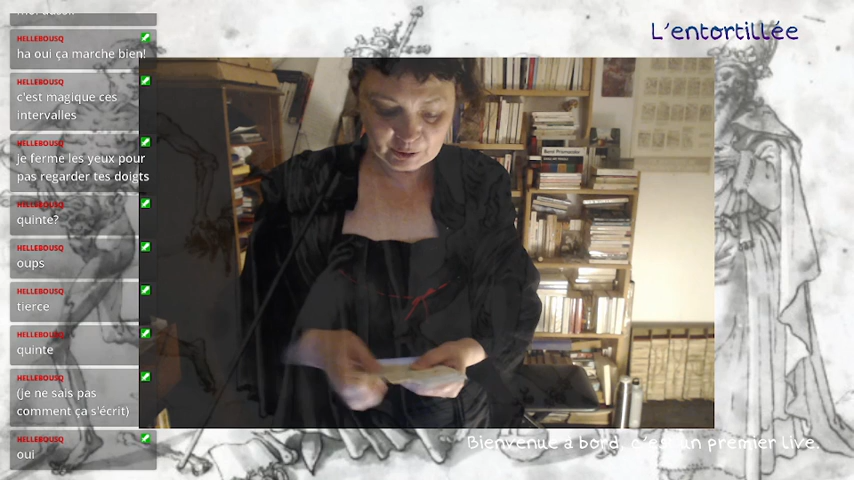 L'entortillée
HELLEBOUSQ
ha oui ça marche bien!
HELLEBOUSQ
c'est magique ces
intervalles
HELLEBOUSQ
je ferme les yeux pour
pas regarder tes doigts
HELLEBOUSQ
quinte?
HELLEBOUSQ
oups
HELLEBOUSQ
tierce
HELLEBOUSQ
quinte
HELLEBOUSQ
(je ne sais pas
comment ça s'écrit)
HELLEBOUSQ
oui
Bienvenue à bord, c'est un premier live.